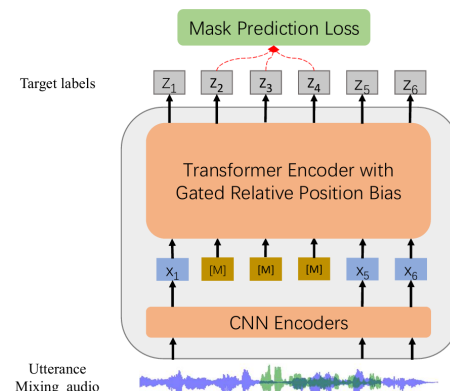 Mask Prediction Loss
Target labels
Z1 Z2 Z3 Z4 Z5 Z6
Transformer Encoder with
Gated Relative Position Bias
X1 [M] [M] [M] X5 X6
CNN Encoders
Utterance
Mixing audio